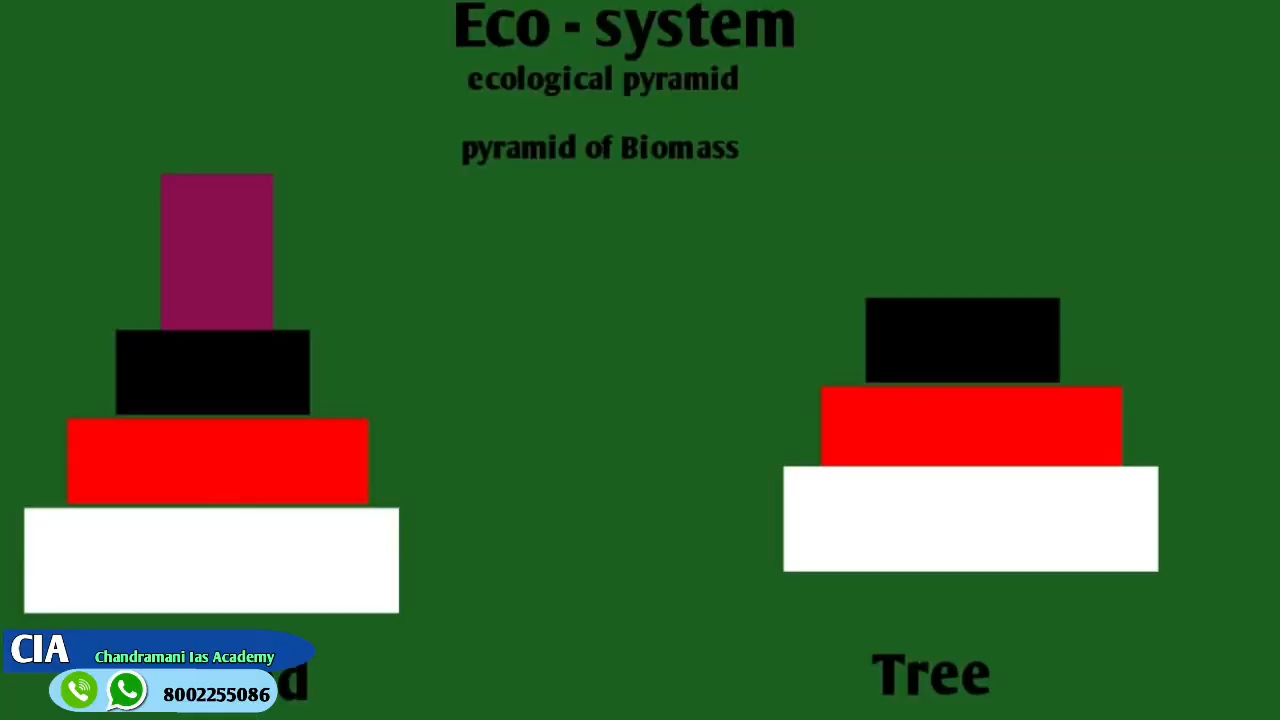 Eco - system
ecological pyramid
pyramid of Biomass
CIA
Chandramani Ias Academy
8002255086
Tree